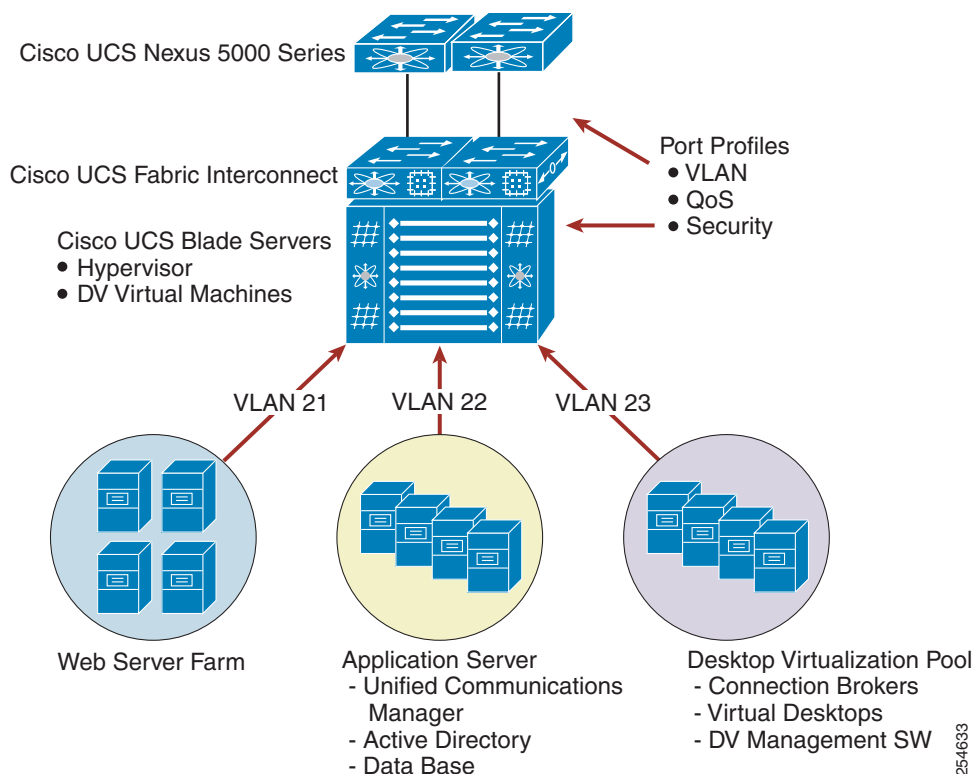 Cisco UCS Nexus 5000 Series
Cisco UCS Fabric Interconnect
Port Profiles
• VLAN
• QoS
• Security
Cisco UCS Blade Servers
• Hypervisor
• DV Virtual Machines
VLAN 21
VLAN 22
VLAN 23
Web Server Farm
Application Server
- Unified Communications
Manager
- Active Directory
- Data Base
Desktop Virtualization Pool
- Connection Brokers
- Virtual Desktops
- DV Management SW
254633